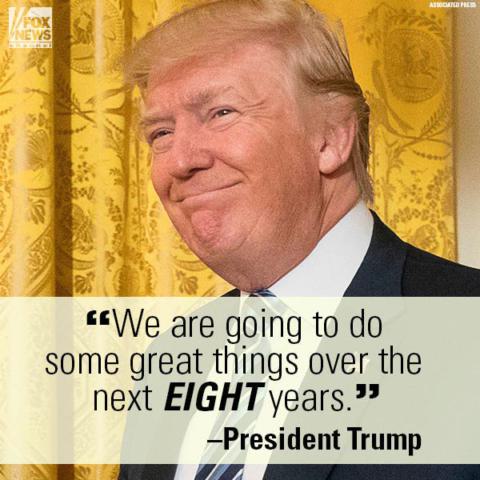 ASSOCIATED PRESS
FOX
NEWS
channel
“We are going to do
some great things over the
next EIGHT years.”
–President Trump